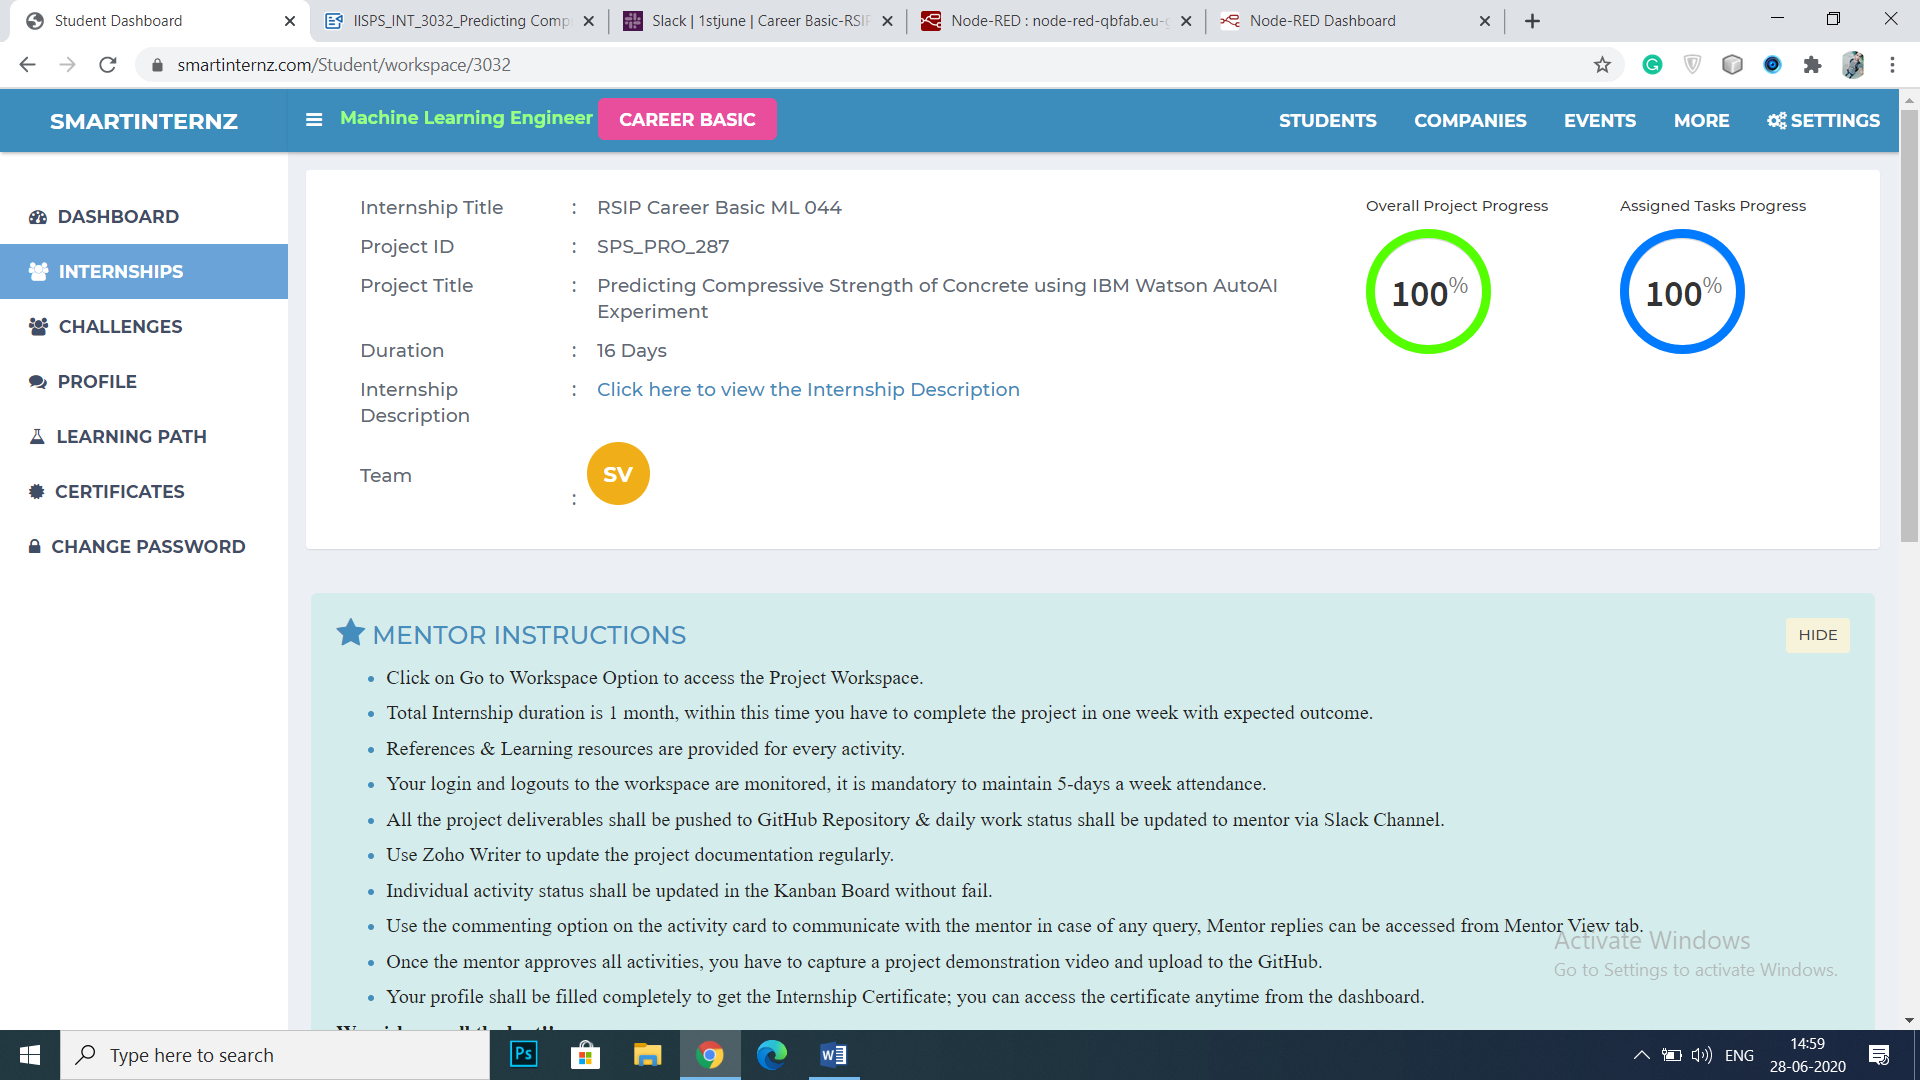 Student Dashboard
IISPS_INT_3032_Predicting Comp
Slack | 1stjune | Career Basic-RSIP
Node-RED : node-red-qbfab.eu-g
Node-RED Dashboard
smartinternz.com/Student/workspace/3032
SMARTINTERNZ
Machine Learning Engineer
CAREER BASIC
STUDENTS
COMPANIES
EVENTS
MORE
SETTINGS
DASHBOARD
INTERNSHIPS
CHALLENGES
PROFILE
LEARNING PATH
CERTIFICATES
CHANGE PASSWORD
Internship Title : RSIP Career Basic ML 044
Project ID : SPS_PRO_287
Project Title : Predicting Compressive Strength of Concrete using IBM Watson AutoAI
Experiment
Duration : 16 Days
Internship : Click here to view the Internship Description
Description
Team : SV
Overall Project Progress
100%
Assigned Tasks Progress
100%
MENTOR INSTRUCTIONS
HIDE
Click on Go to Workspace Option to access the Project Workspace.
Total Internship duration is 1 month, within this time you have to complete the project in one week with expected outcome.
References & Learning resources are provided for every activity.
Your login and logouts to the workspace are monitored, it is mandatory to maintain 5-days a week attendance.
All the project deliverables shall be pushed to GitHub Repository & daily work status shall be updated to mentor via Slack Channel.
Use Zoho Writer to update the project documentation regularly.
Individual activity status shall be updated in the Kanban Board without fail.
Use the commenting option on the activity card to communicate with the mentor in case of any query, Mentor replies can be accessed from Mentor View tab.
Once the mentor approves all activities, you have to capture a project demonstration video and upload to the GitHub.
Your profile shall be filled completely to get the Internship Certificate; you can access the certificate anytime from the dashboard.
Activate Windows
Go to Settings to activate Windows.
Type here to search
Ps
ENG
14:59
28-06-2020